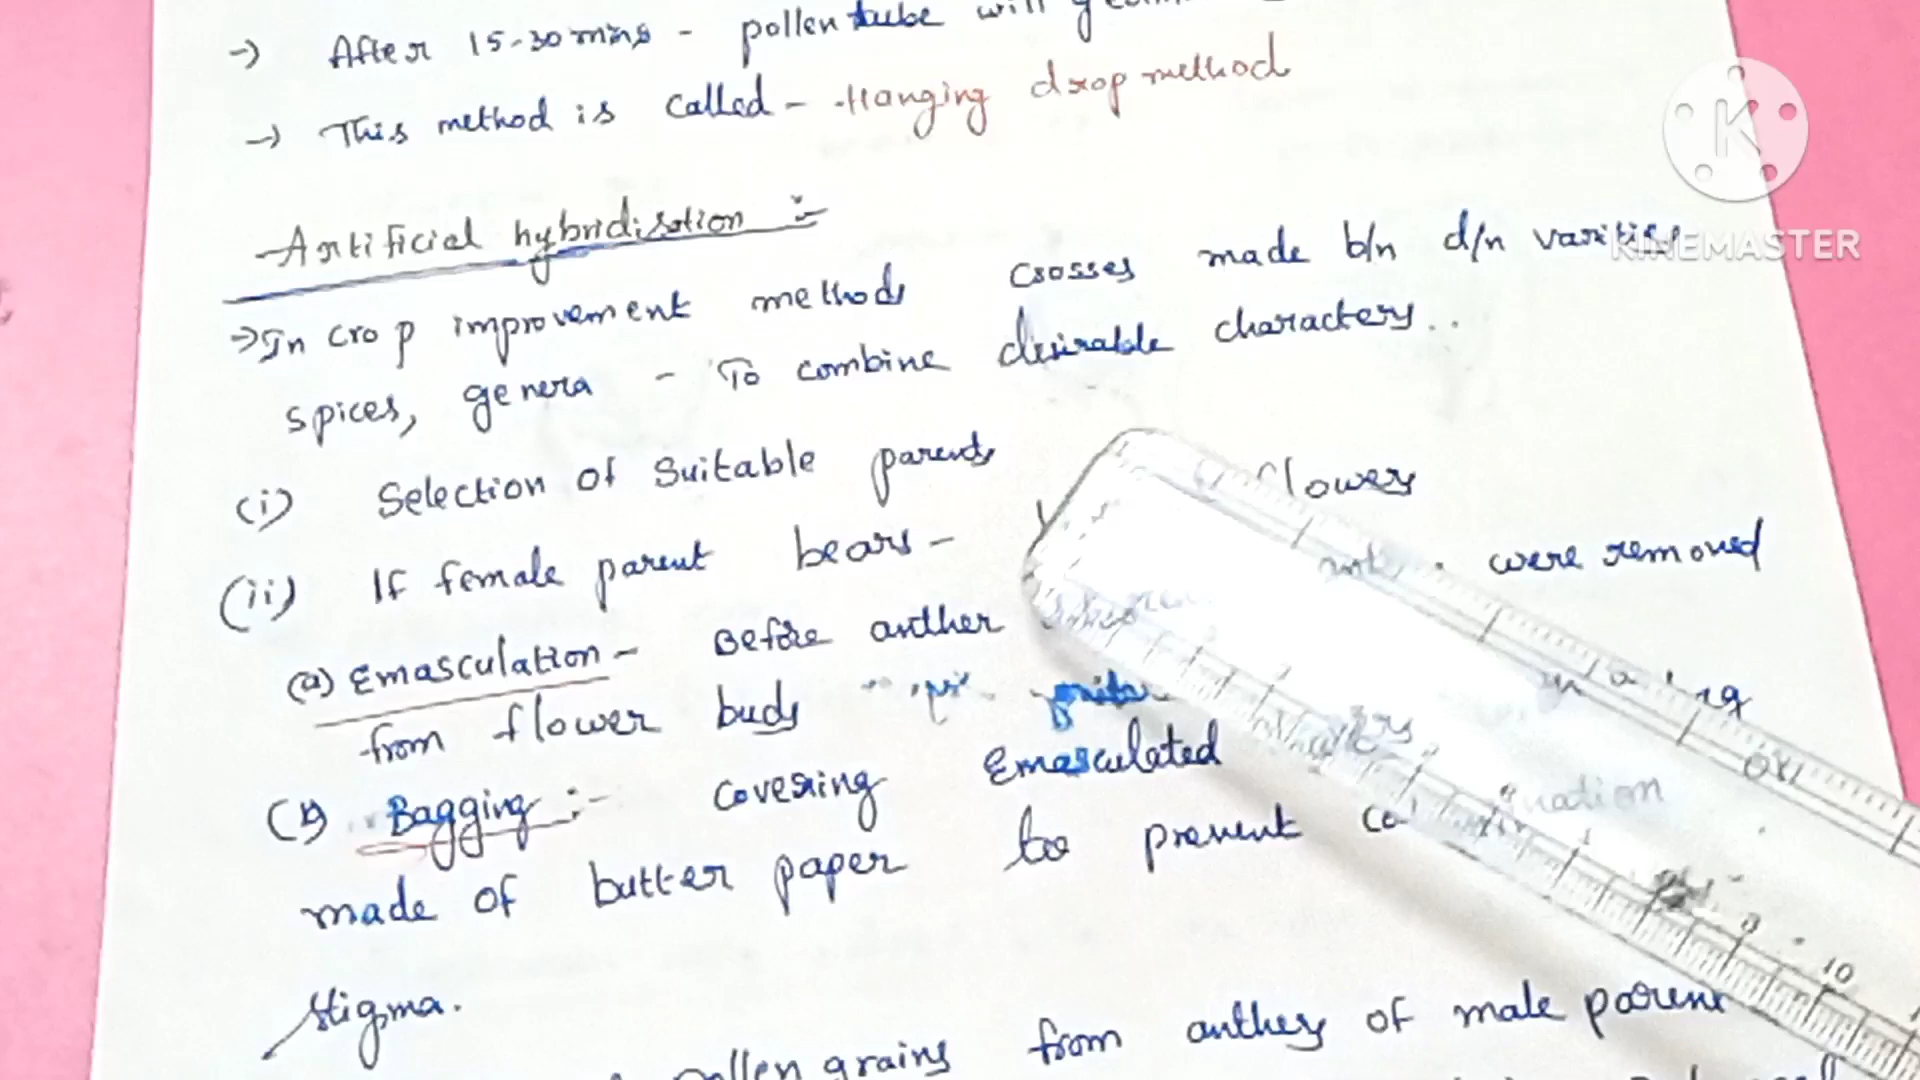 → After 15-30 mins - pollen tube will
→ This method is called - Hanging drop method
Artificial hybridisation :-
→ In crop improvement methods crosses made b/n d/n varities
spices, genera - To combine desirable characters..
(i) Selection of Suitable parents
(ii) If female parent bears - flowers
(a) Emasculation - Before anther were removed
from flower buds
(b) Bagging :- covering Emasculated
made of butter paper to prevent
stigma.
pollen grains from anthers of male parent
K
KINEMASTER
10